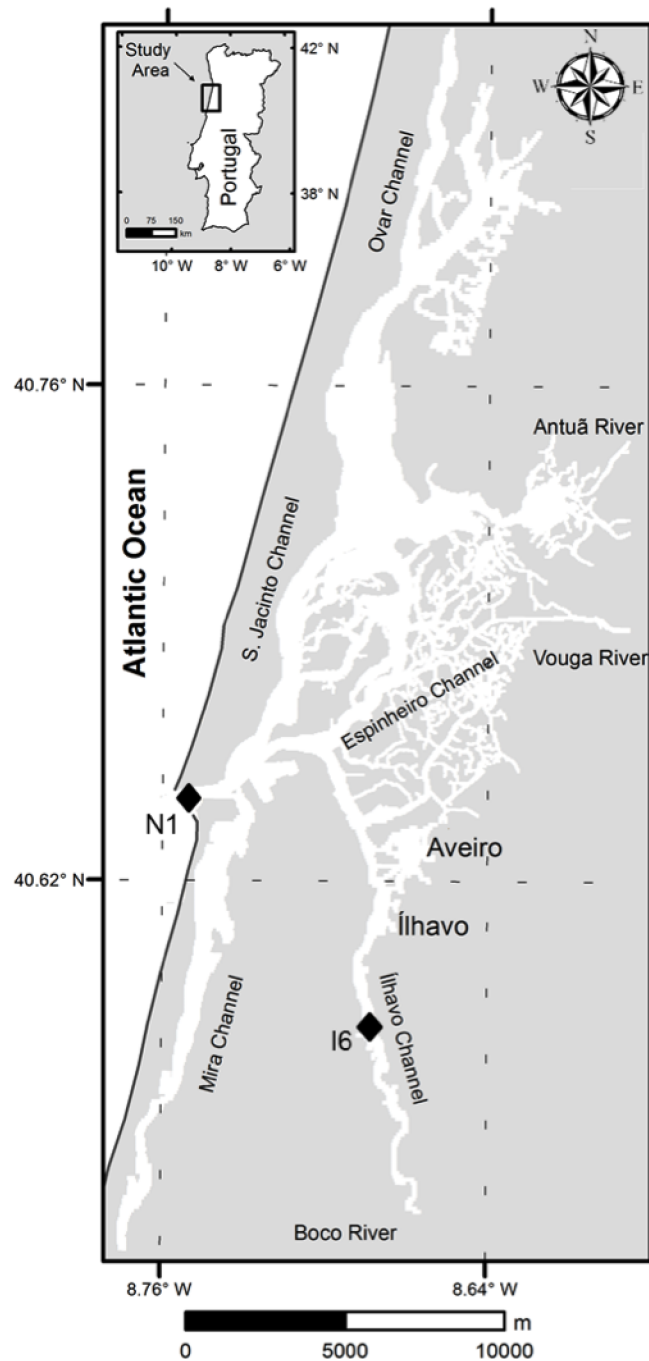 Study
Area
42° N
Portugal
38° N
0 75 150
km
10° W 8° W 6° W
N
W E
S
Ovar Channel
40.76° N
Antuã River
Atlantic Ocean
S. Jacinto Channel
Vouga River
Espinheiro Channel
N1
Aveiro
40.62° N
Ílhavo
Ílhavo Channel
I6
Mira Channel
Boco River
8.76° W 8.64° W
m
0 5000 10000